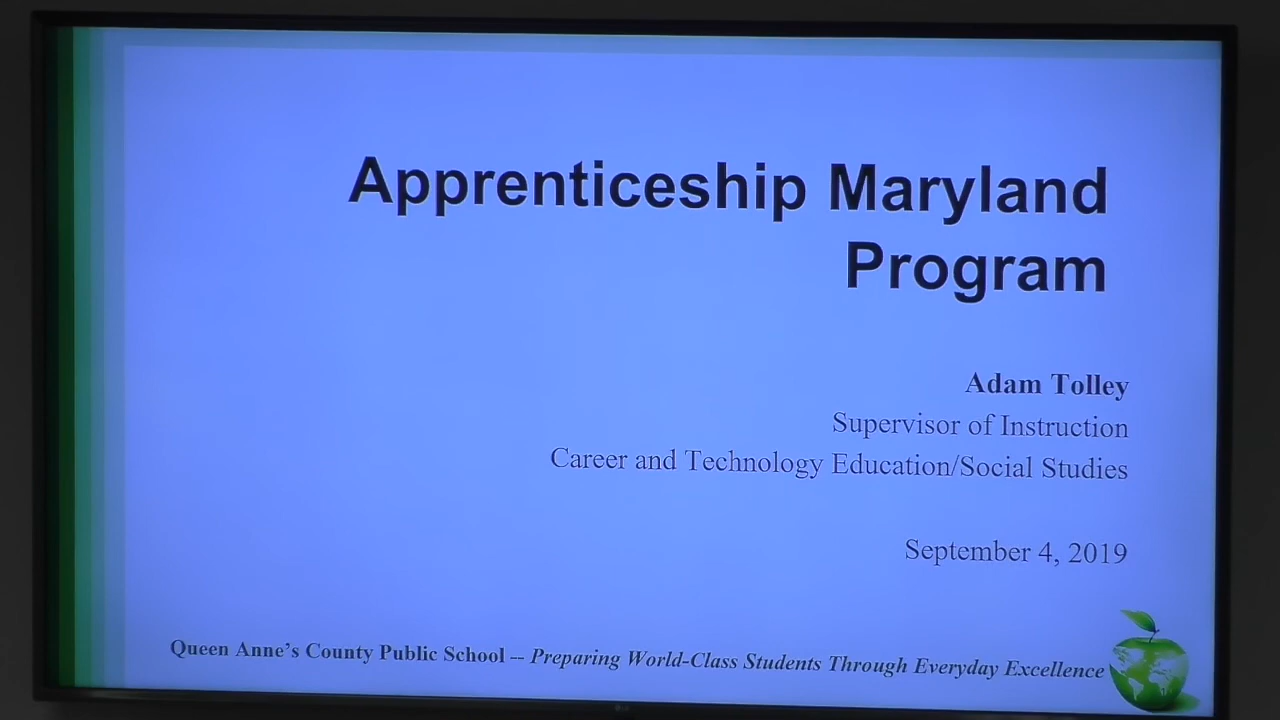 Apprenticeship Maryland
Program
Adam Tolley
Supervisor of Instruction
Career and Technology Education/Social Studies
September 4, 2019
Queen Anne's County Public School -- Preparing World-Class Students Through Everyday Excellence